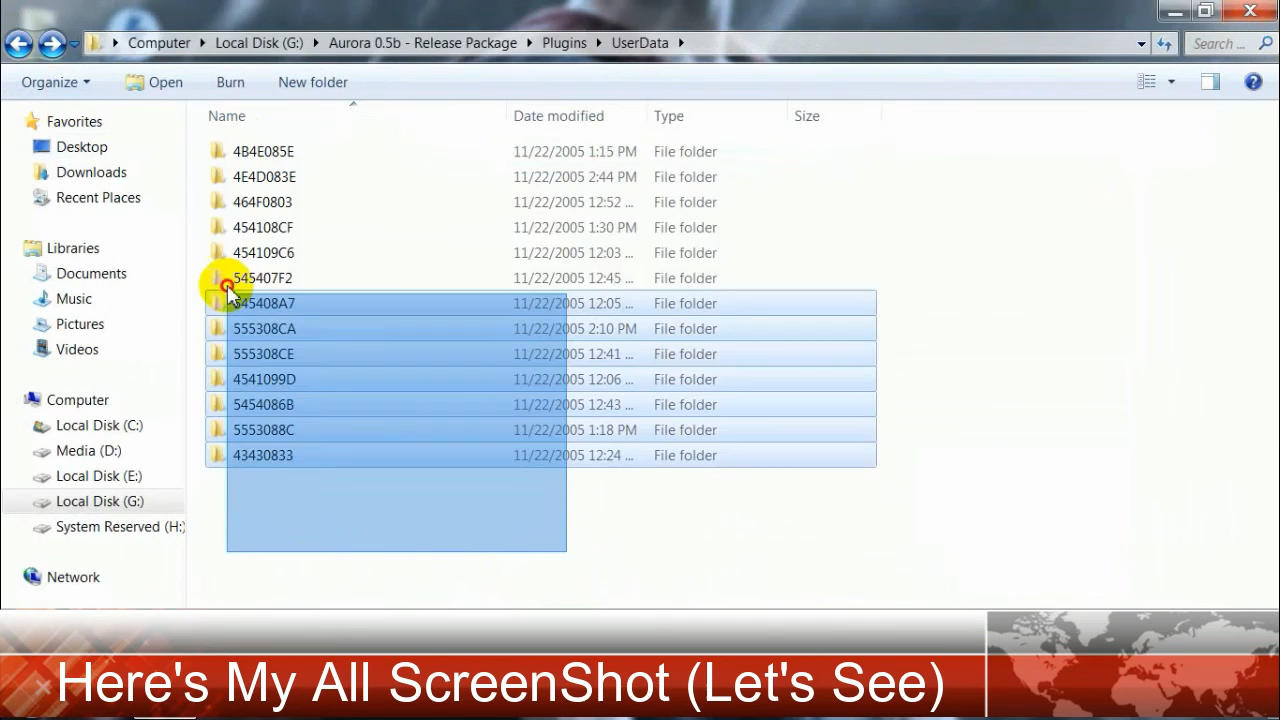 Computer Local Disk (G:) Aurora 0.5b - Release Package Plugins UserData Search ...
Organize Open Burn New folder
Name Date modified Type Size
Favorites
Desktop
Downloads
Recent Places
Libraries
Documents
Music
Pictures
Videos
Computer
Local Disk (C:)
Media (D:)
Local Disk (E:)
Local Disk (G:)
System Reserved (H:)
Network
4B4E085E 11/22/2005 1:15 PM File folder
4E4D083E 11/22/2005 2:44 PM File folder
464F0803 11/22/2005 12:52 ... File folder
454108CF 11/22/2005 1:30 PM File folder
454109C6 11/22/2005 12:03 ... File folder
545407F2 11/22/2005 12:45 ... File folder
545408A7 11/22/2005 12:05 ... File folder
555308CA 11/22/2005 2:10 PM File folder
555308CE 11/22/2005 12:41 ... File folder
4541099D 11/22/2005 12:06 ... File folder
5454086B 11/22/2005 12:43 ... File folder
5553088C 11/22/2005 1:18 PM File folder
43430833 11/22/2005 12:24 ... File folder
Here's My All ScreenShot (Let's See)